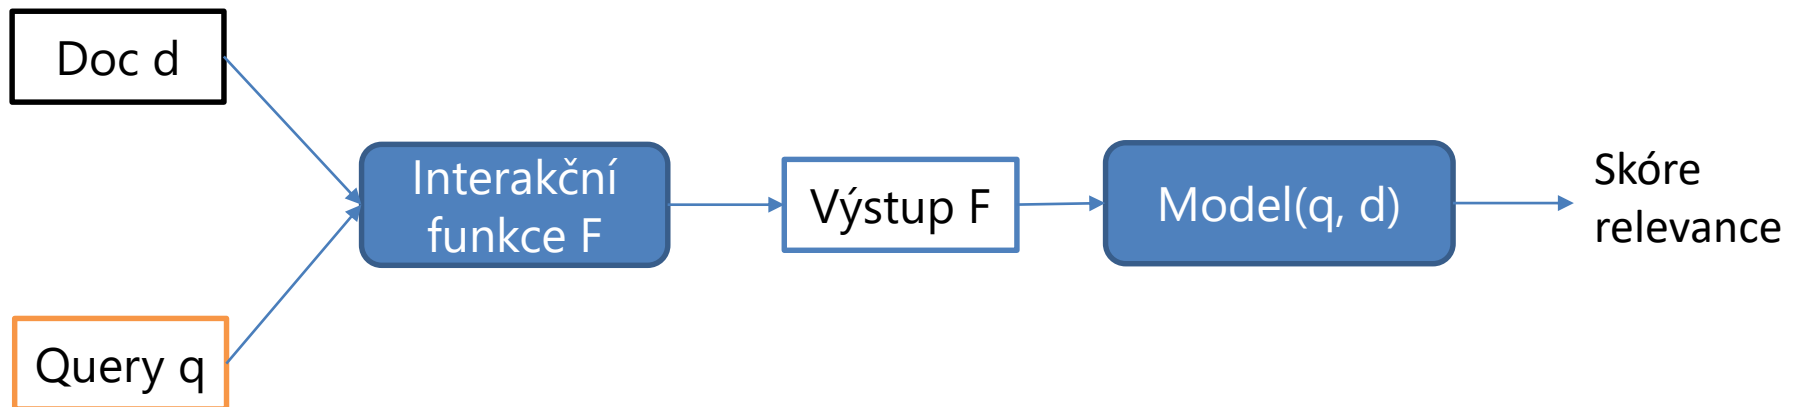 Doc d
Query q
Interakční
funkce F
Výstup F
Model(q, d)
Skóre
relevance